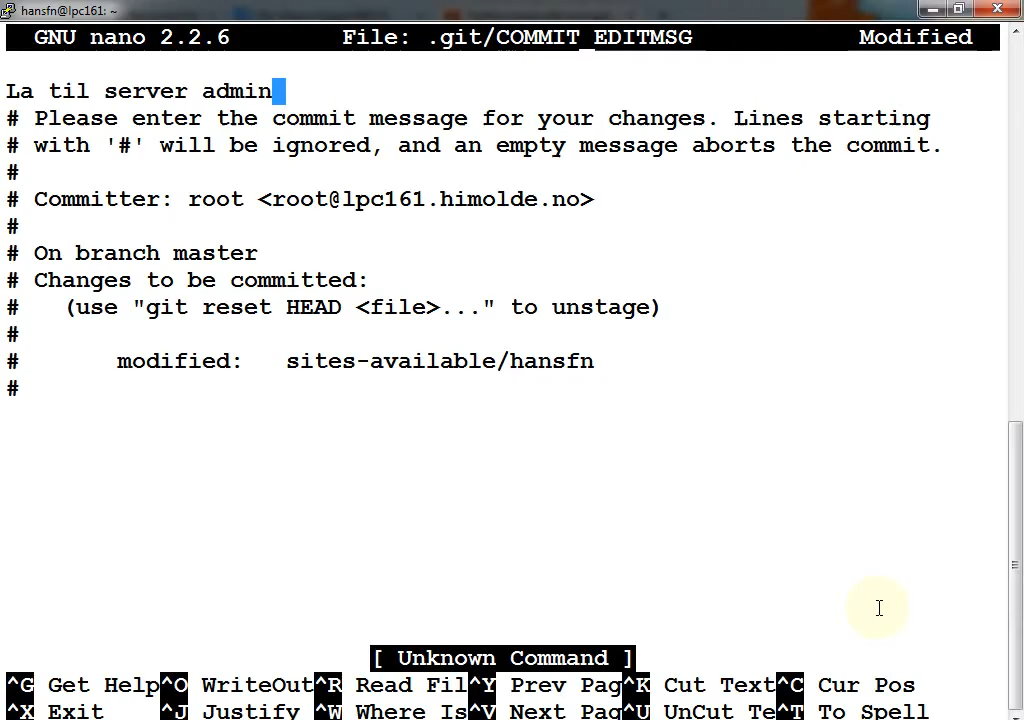 hansfn@lpc161: ~
GNU nano 2.2.6 File: .git/COMMIT_EDITMSG Modified
La til server admin
# Please enter the commit message for your changes. Lines starting
# with '#' will be ignored, and an empty message aborts the commit.
#
# Committer: root <root@lpc161.himolde.no>
#
# On branch master
# Changes to be committed:
#   (use "git reset HEAD <file>..." to unstage)
#
#       modified:   sites-available/hansfn
#
[ Unknown Command ]
^G Get Help^O WriteOut^R Read Fil^Y Prev Pag^K Cut Text^C Cur Pos
^X Exit    ^J Justify ^W Where Is^V Next Pag^U UnCut Te^T To Spell